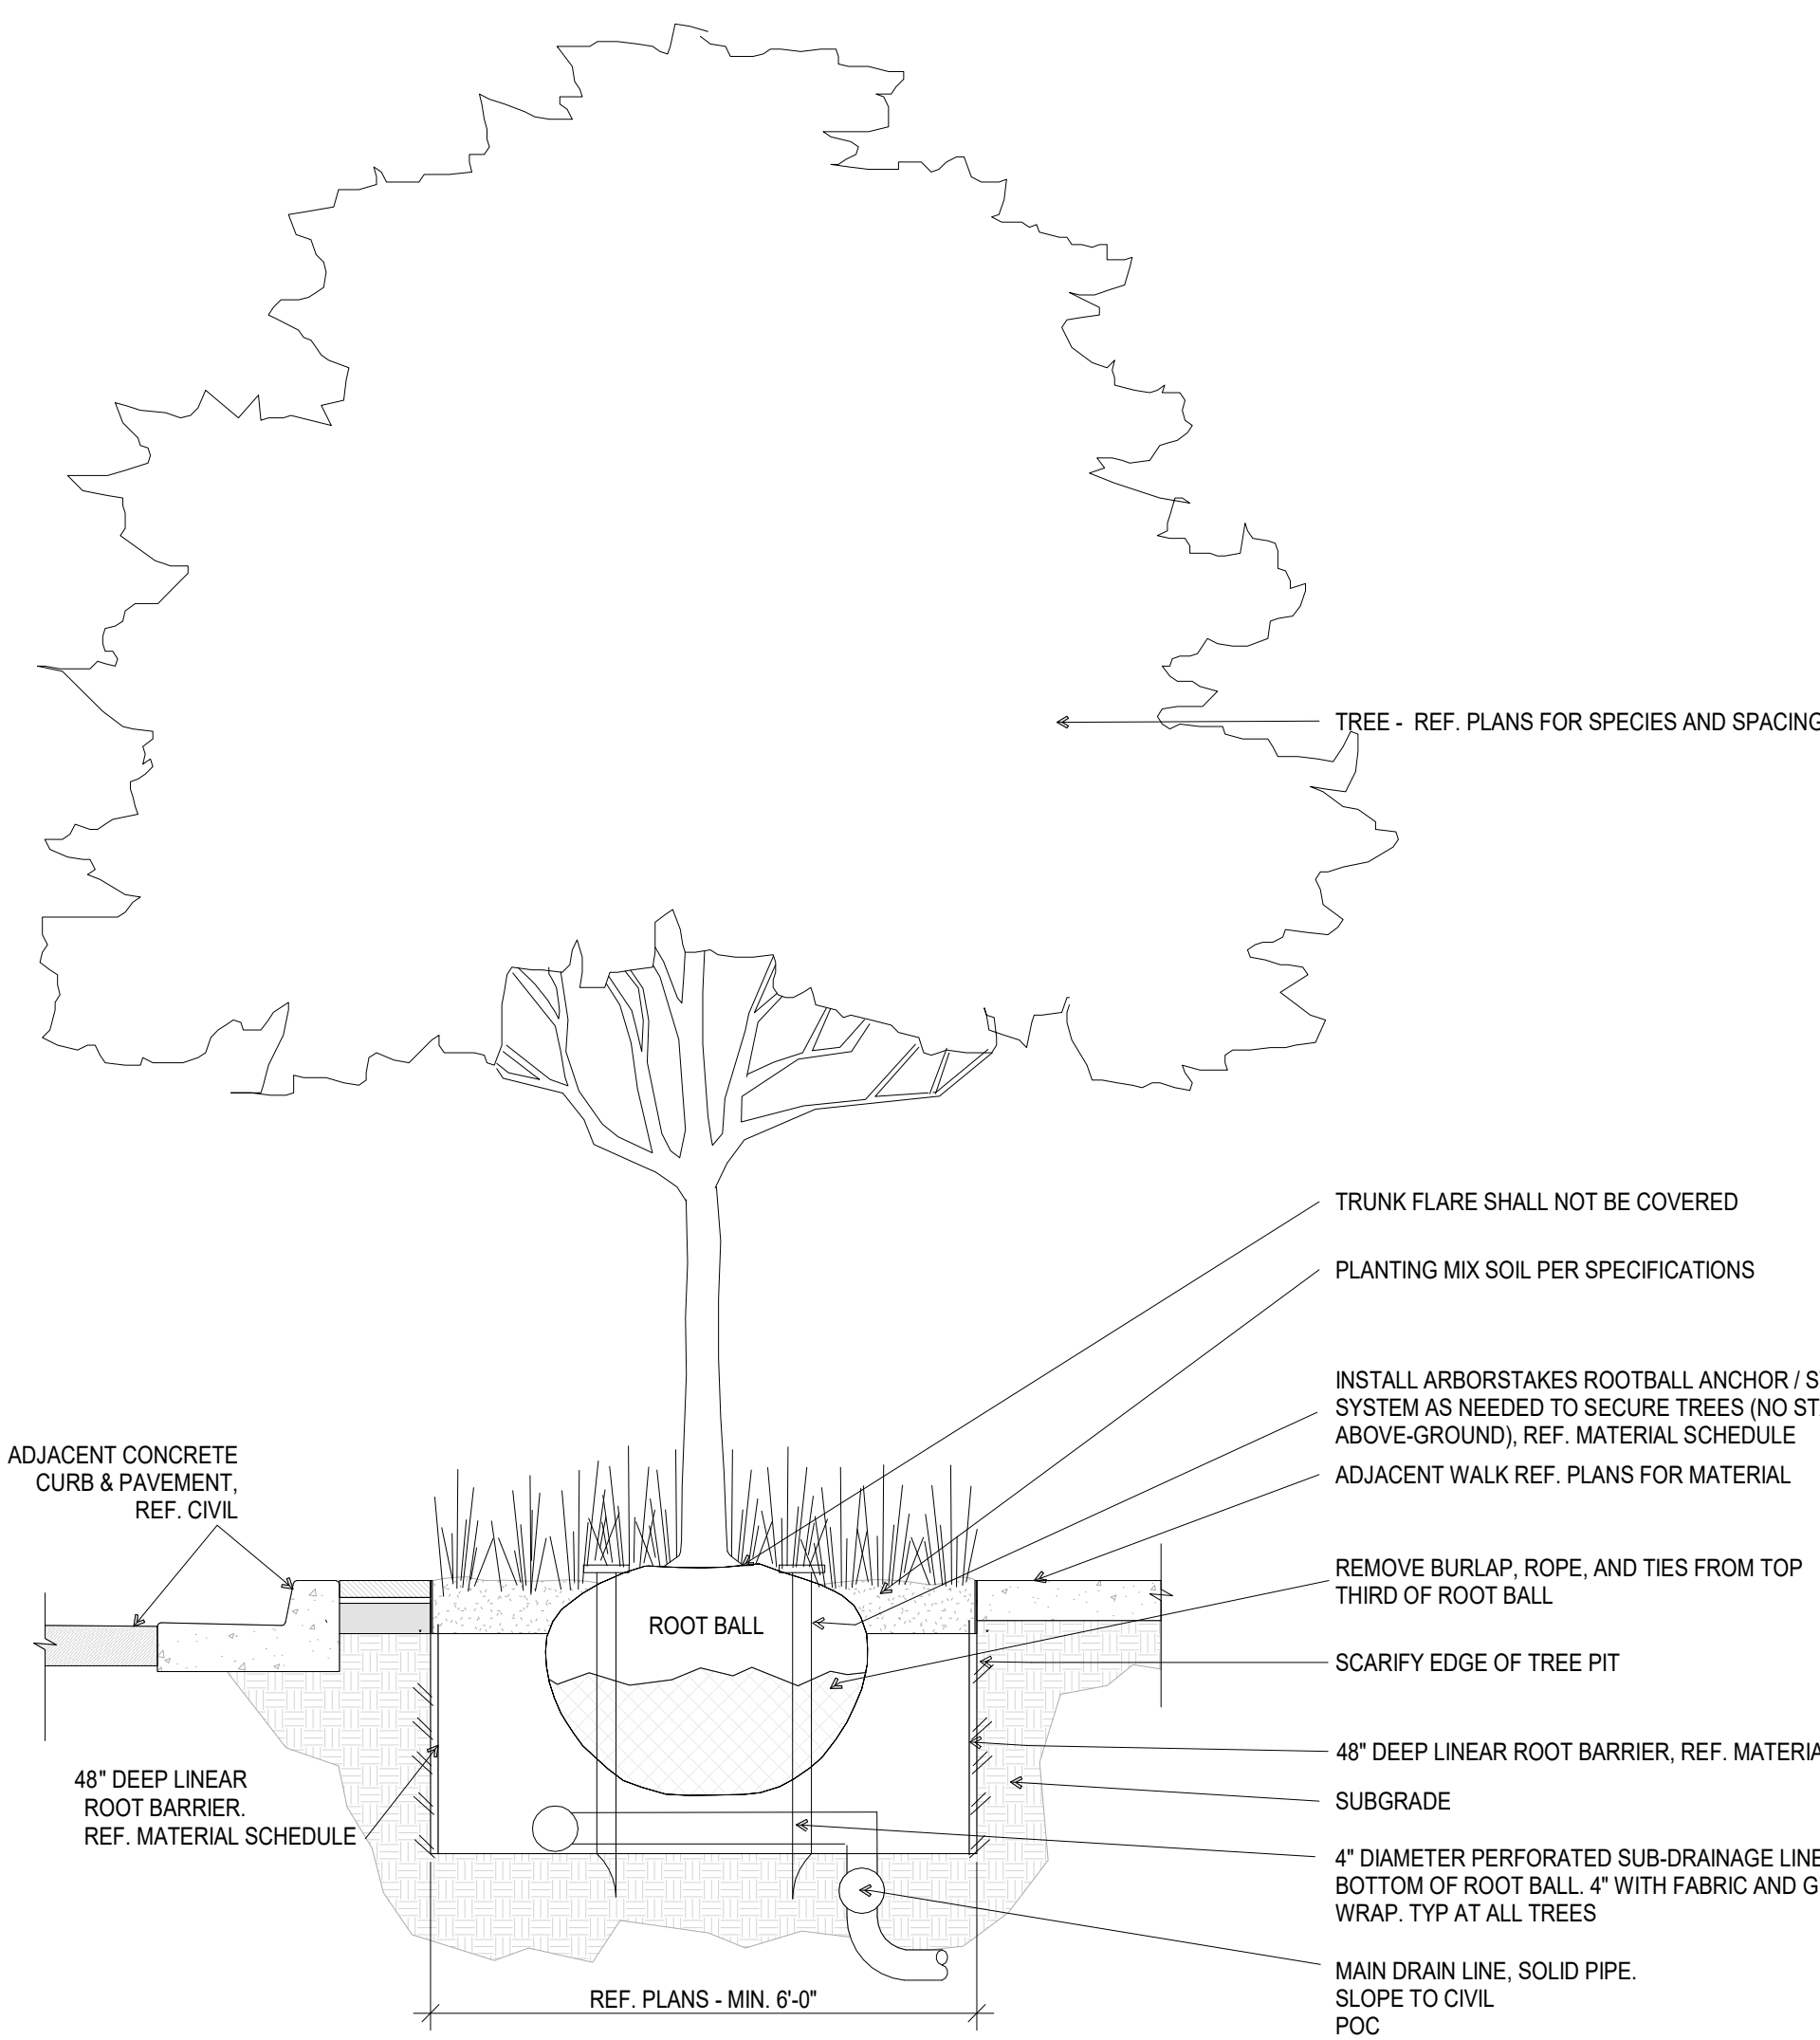 TREE - REF. PLANS FOR SPECIES AND SPACING
TRUNK FLARE SHALL NOT BE COVERED
PLANTING MIX SOIL PER SPECIFICATIONS
INSTALL ARBORSTAKES ROOTBALL ANCHOR /
SYSTEM AS NEEDED TO SECURE TREES (NO
ABOVE-GROUND), REF. MATERIAL SCHEDULE
ADJACENT WALK REF. PLANS FOR MATERIAL
REMOVE BURLAP, ROPE, AND TIES FROM TOP
THIRD OF ROOT BALL
SCARIFY EDGE OF TREE PIT
48" DEEP LINEAR ROOT BARRIER, REF.
SUBGRADE
4" DIAMETER PERFORATED SUB-DRAINAGE LINE
BOTTOM OF ROOT BALL. 4" WITH FABRIC AND
WRAP. TYP AT ALL TREES
MAIN DRAIN LINE, SOLID PIPE.
SLOPE TO CIVIL
POC
ADJACENT CONCRETE
CURB & PAVEMENT,
REF. CIVIL
ROOT BALL
48" DEEP LINEAR
ROOT BARRIER.
REF. MATERIAL SCHEDULE
REF. PLANS - MIN. 6'-0"